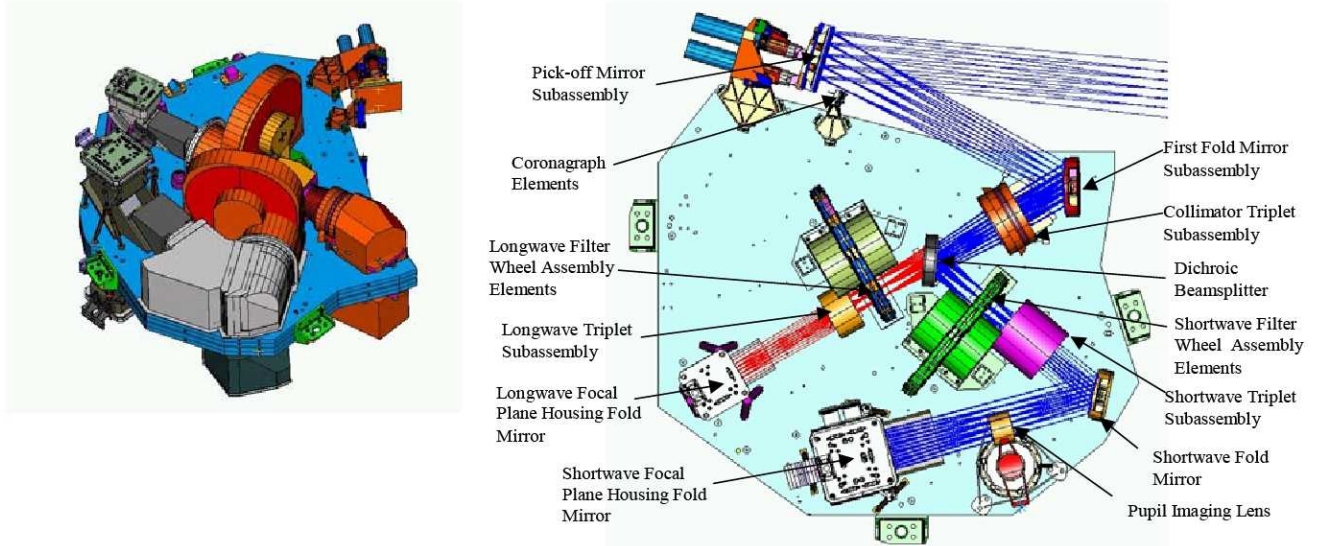 Pick-off Mirror
Subassembly
Coronagraph
Elements
Longwave Filter
Wheel Assembly
Elements
Longwave Triplet
Subassembly
Longwave Focal
Plane Housing Fold
Mirror
Shortwave Focal
Plane Housing Fold
Mirror
First Fold Mirror
Subassembly
Collimator Triplet
Subassembly
Dichroic
Beamsplitter
Shortwave Filter
Wheel Assembly
Elements
Shortwave Triplet
Subassembly
Shortwave Fold
Mirror
Pupil Imaging Lens